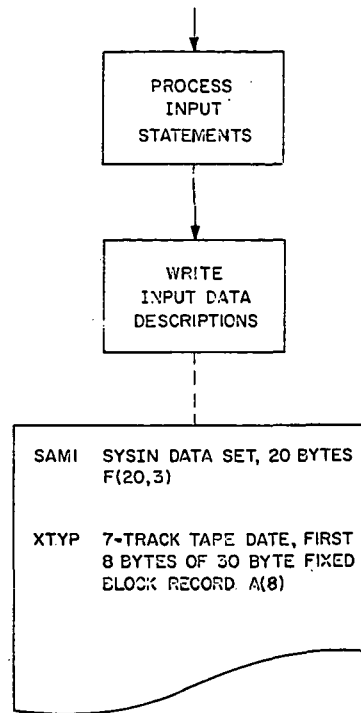 PROCESS
INPUT
STATEMENTS
WRITE
INPUT DATA
DESCRIPTIONS
SAMI SYSIN DATA SET, 20 BYTES
F(20,3)
XTYP 7-TRACK TAPE DATE, FIRST
8 BYTES OF 30 BYTE FIXED
BLOCK RECORD A(8)